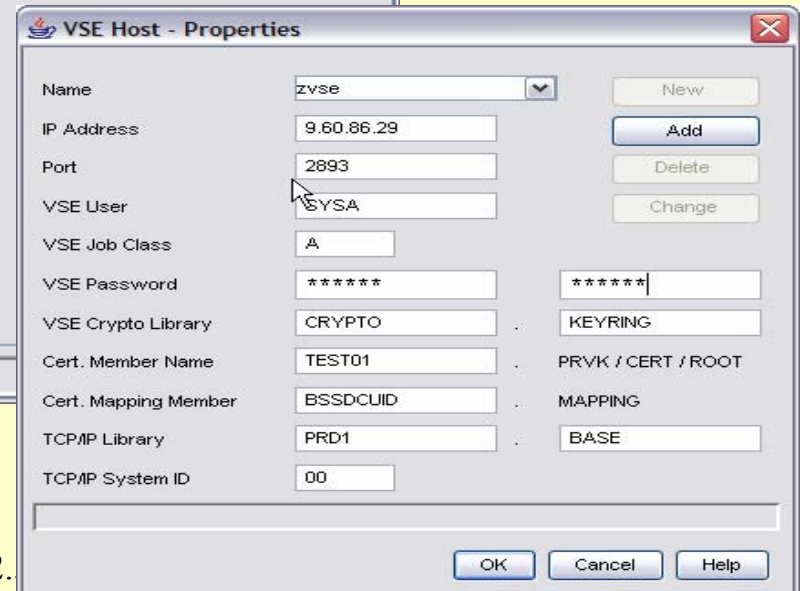 VSE Host - Properties
Name zvse New
IP Address 9.60.86.29 Add
Port 2893 Delete
VSE User SYSA Change
VSE Job Class A
VSE Password ****** ******
VSE Crypto Library CRYPTO . KEYRING
Cert. Member Name TEST01 . PRVK / CERT / ROOT
Cert. Mapping Member BSSDCUID . MAPPING
TCP/IP Library PRD1 . BASE
TCP/IP System ID 00
OK Cancel Help